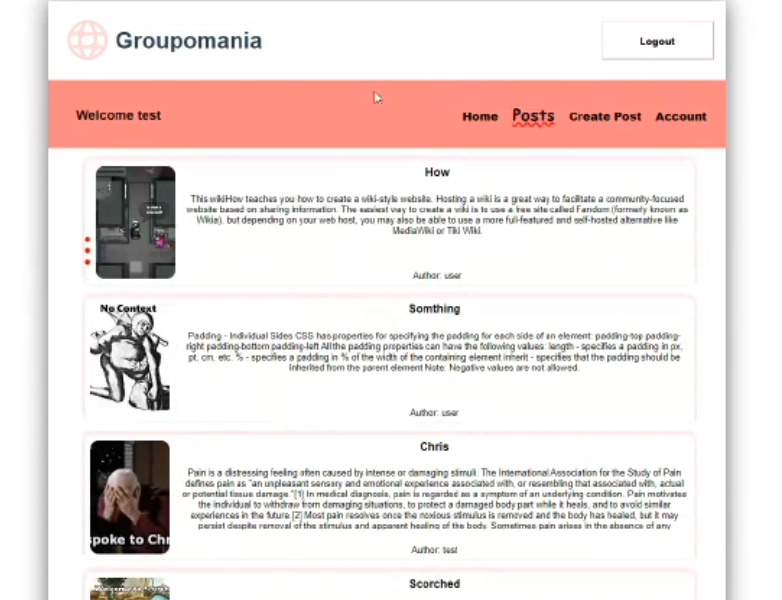 Groupomania
Logout
Welcome test
Home Posts Create Post Account
How
This wikiHow teaches you how to create a wiki-style website. Hosting a wiki is a great way to facilitate a community-focused
website based on sharing information. The easiest way to create a wiki is to use a free site called Fandom (formerly known as
Wikia), but depending on your web host, you may also be able to use a more full-featured and self-hosted alternative like
MediaWiki or Tiki Wiki.
Author: user
No Context
Somthing
Padding - Individual Sides CSS has properties for specifying the padding for each side of an element: padding-top padding-
right padding-bottom padding-left All the padding properties can have the following values: length - specifies a padding in px,
pt, cm, etc. % - specifies a padding in % of the width of the containing element inherit - specifies that the padding should be
inherited from the parent element Note: Negative values are not allowed.
Author: user
Chris
Pain is a distressing feeling often caused by intense or damaging stimuli. The International Association for the Study of Pain
defines pain as "an unpleasant sensory and emotional experience associated with, or resembling that associated with, actual
or potential tissue damage."[1] In medical diagnosis, pain is regarded as a symptom of an underlying condition. Pain motivates
the individual to withdraw from damaging situations, to protect a damaged body part while it heals, and to avoid similar
experiences in the future.[2] Most pain resolves once the noxious stimulus is removed and the body has healed, but it may
persist despite removal of the stimulus and apparent healing of the body. Sometimes pain arises in the absence of any
spoke to Chr
Author: test
Scorched